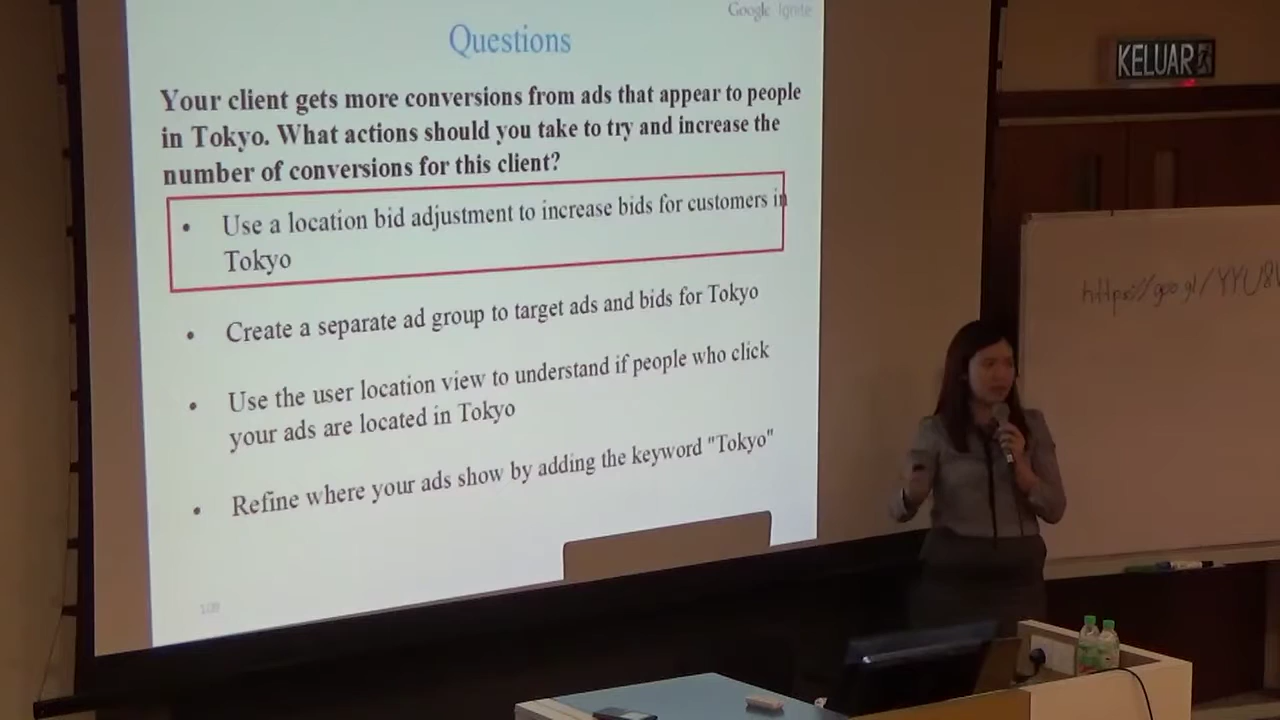 Google Ignite
Questions
Your client gets more conversions from ads that appear to people
in Tokyo. What actions should you take to try and increase the
number of conversions for this client?
• Use a location bid adjustment to increase bids for customers in
Tokyo
• Create a separate ad group to target ads and bids for Tokyo
• Use the user location view to understand if people who click
your ads are located in Tokyo
• Refine where your ads show by adding the keyword "Tokyo"
KELUAR